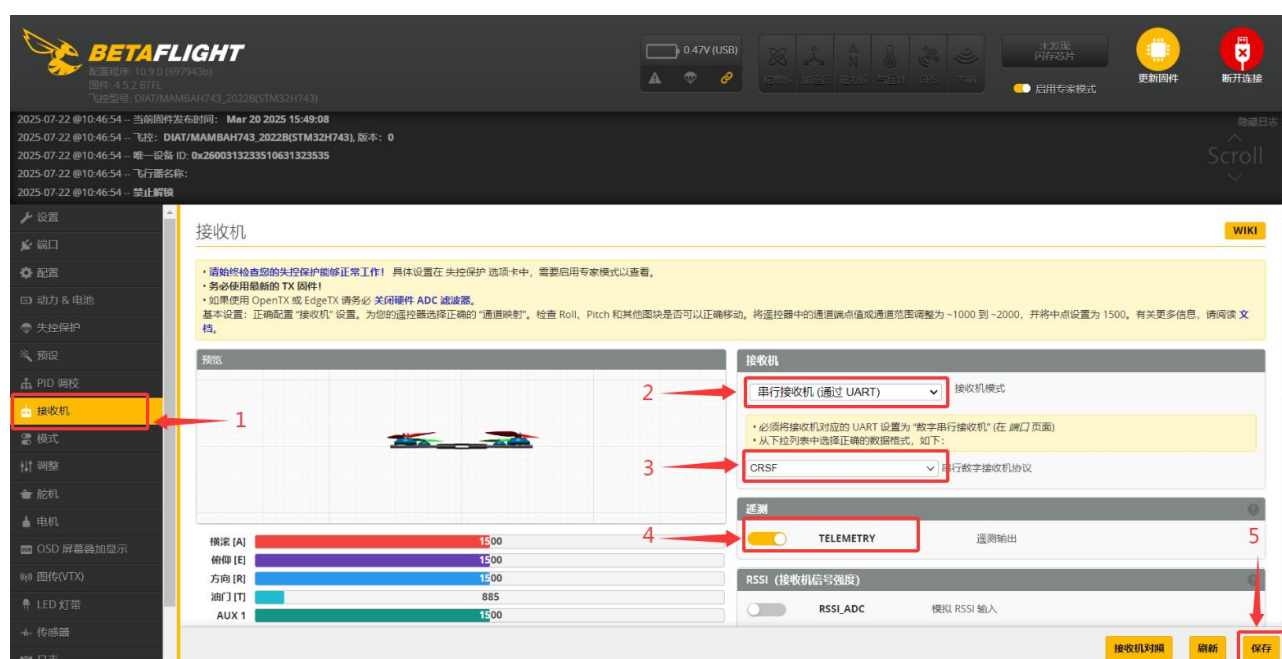 BETAFLIGHT
配置程序: 10.9.0 (697943b)
固件: 4.5.2 BTFL
飞控型号: DIAT/MAMBAH743_2022B(STM32H743)
0.47V (USB)
陀螺仪 加速度 磁力计 气压计 GPS 声呐
未发现
闪存芯片
启用专家模式
更新固件
断开连接
2025-07-22 @10:46:54 -- 当前固件发布时间: Mar 20 2025 15:49:08
2025-07-22 @10:46:54 -- 飞控: DIAT/MAMBAH743_2022B(STM32H743), 版本: 0
2025-07-22 @10:46:54 -- 唯一设备 ID: 0x2600313233510631323535
2025-07-22 @10:46:54 -- 飞行器名称:
2025-07-22 @10:46:54 -- 禁止解锁
隐藏日志
Scroll
设置
端口
配置
动力 & 电池
失控保护
预设
PID 调校
接收机
模式
调整
舵机
电机
OSD 屏幕叠加显示
图传(VTX)
LED 灯带
传感器
日志
1
接收机
WIKI
• 请始终检查您的失控保护能够正常工作! 具体设置在 失控保护 选项卡中，需要启用专家模式以查看。
• 务必使用最新的 TX 固件!
• 如果使用 OpenTX 或 EdgeTX 请务必 关闭硬件 ADC 滤波器。
基本设置：正确配置 “接收机” 设置。为您的遥控器选择正确的 “通道映射”。检查 Roll、Pitch 和其他图块是否可以正确移动。将遥控器中的通道端点值或通道范围调整为 ~1000 到 ~2000，并将中点设置为 1500。有关更多信息，请阅读 文
档。
预览
横滚 [A] 1500
俯仰 [E] 1500
方向 [R] 1500
油门 [T] 885
AUX 1 1500
接收机
2
串行接收机 (通过 UART) 接收机模式
• 必须将接收机对应的 UART 设置为 “数字串行接收机” (在 端口 页面)
• 从下拉列表中选择正确的数据格式，如下:
3
CRSF 串行数字接收机协议
遥测
4
TELEMETRY 遥测输出
5
RSSI (接收机信号强度)
RSSI_ADC 模拟 RSSI 输入
接收机对频 刷新 保存